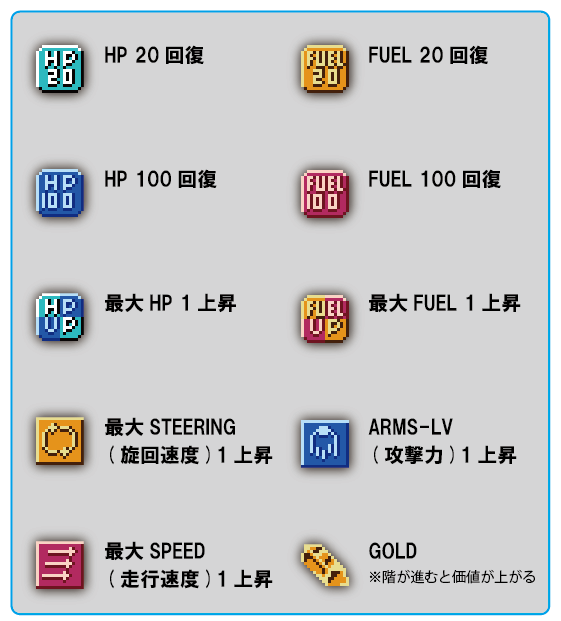 HP 20 HP 20 回復
FUEL 20 FUEL 20 回復
HP 100 HP 100 回復
FUEL 100 FUEL 100 回復
HP UP 最大 HP 1 上昇
FUEL UP 最大 FUEL 1 上昇
最大 STEERING
( 旋回速度 ) 1 上昇
ARMS-LV
( 攻撃力 ) 1 上昇
最大 SPEED
( 走行速度 ) 1 上昇
GOLD
※階が進むと価値が上がる